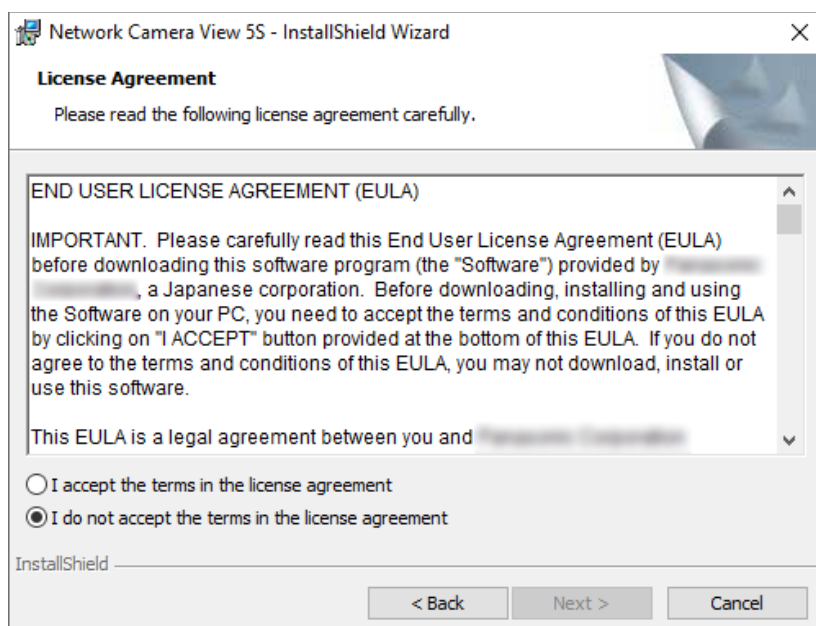 Network Camera View 5S - InstallShield Wizard
License Agreement
Please read the following license agreement carefully.
END USER LICENSE AGREEMENT (EULA)
IMPORTANT.  Please carefully read this End User License Agreement (EULA)
before downloading this software program (the "Software") provided by
, a Japanese corporation.  Before downloading, installing and using
the Software on your PC, you need to accept the terms and conditions of this EULA
by clicking on "I ACCEPT" button provided at the bottom of this EULA.  If you do not
agree to the terms and conditions of this EULA, you may not download, install or
use this software.
This EULA is a legal agreement between you and
I accept the terms in the license agreement
I do not accept the terms in the license agreement
InstallShield
< Back
Next >
Cancel